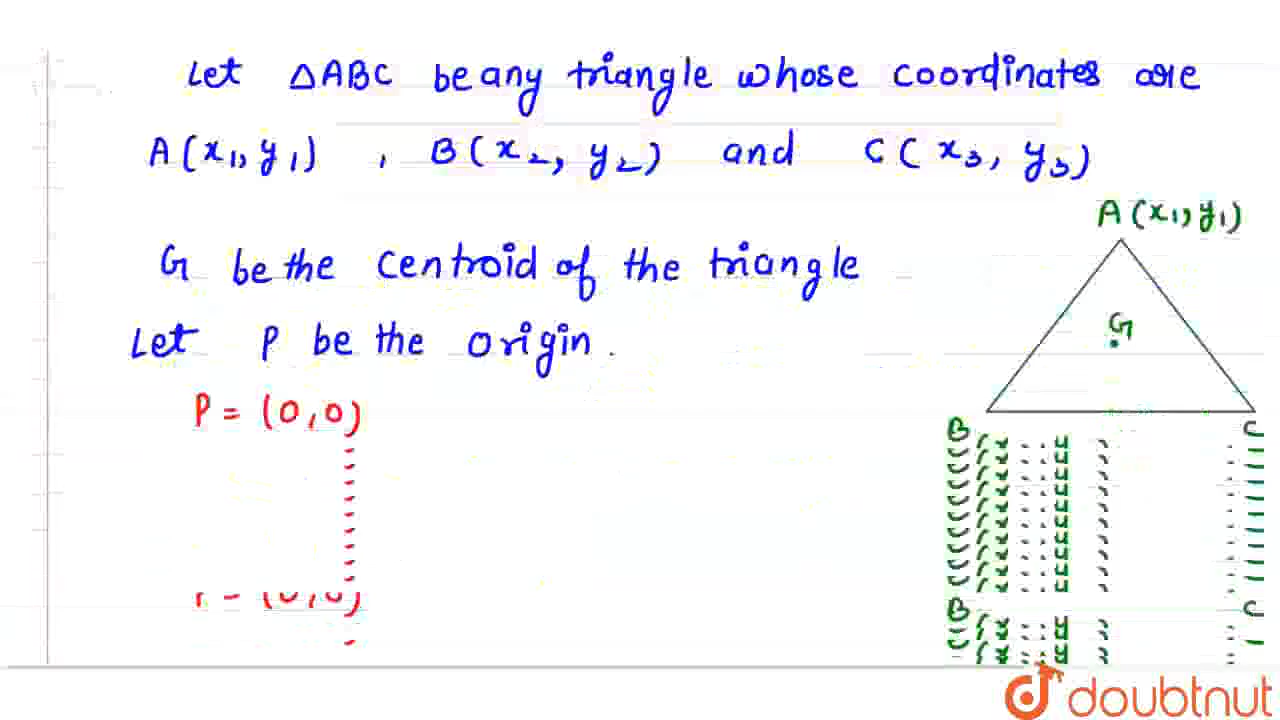 Let △ABC be any triangle whose coordinates are
A(x₁, y₁) , B(x₂, y₂) and C(x₃, y₃)
A(x₁, y₁)
G be the centroid of the triangle
G
Let P be the origin.
P = (0, 0)
B C
B C
doubtnut